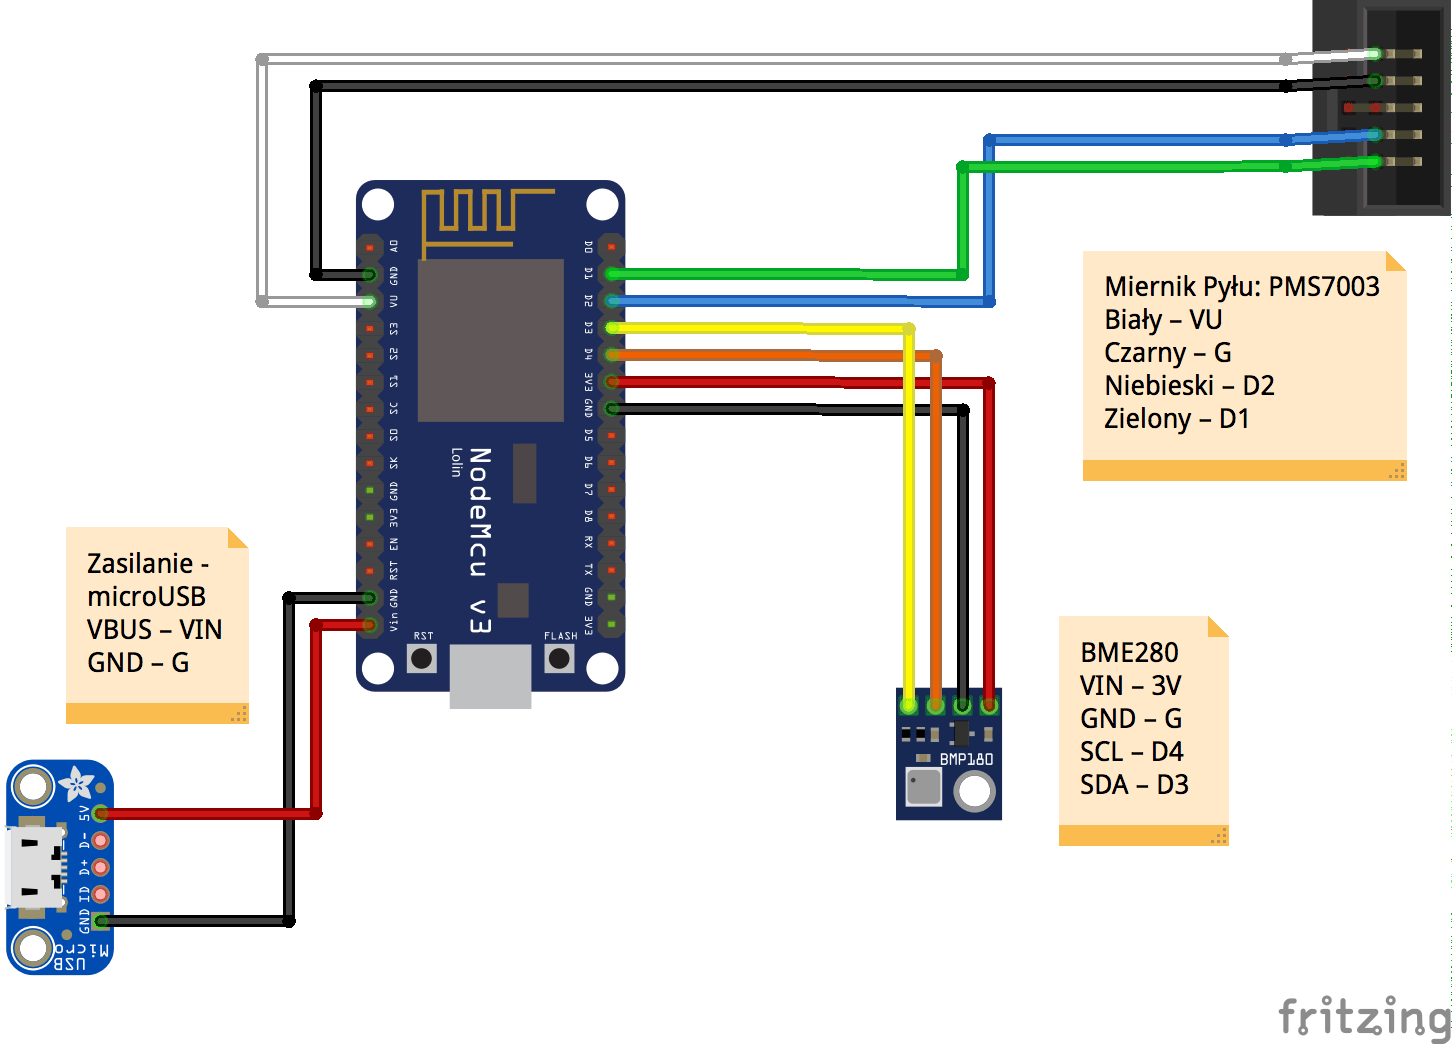 A0
GND
VU
S3
S2
S1
SC
S0
SK
GND
3V3
EN
RST
GND
Vin
D0
D1
D2
D3
D4
3V3
GND
D5
D6
D7
D8
RX
TX
GND
3V3
Lolin
NodeMcu v3
RST
FLASH
Miernik Pyłu: PMS7003
Biały – VU
Czarny – G
Niebieski – D2
Zielony – D1
Zasilanie -
microUSB
VBUS – VIN
GND – G
BME280
VIN – 3V
GND – G
SCL – D4
SDA – D3
BMP180
5V
D-
D+
ID
GND
Micro
USB
fritzing